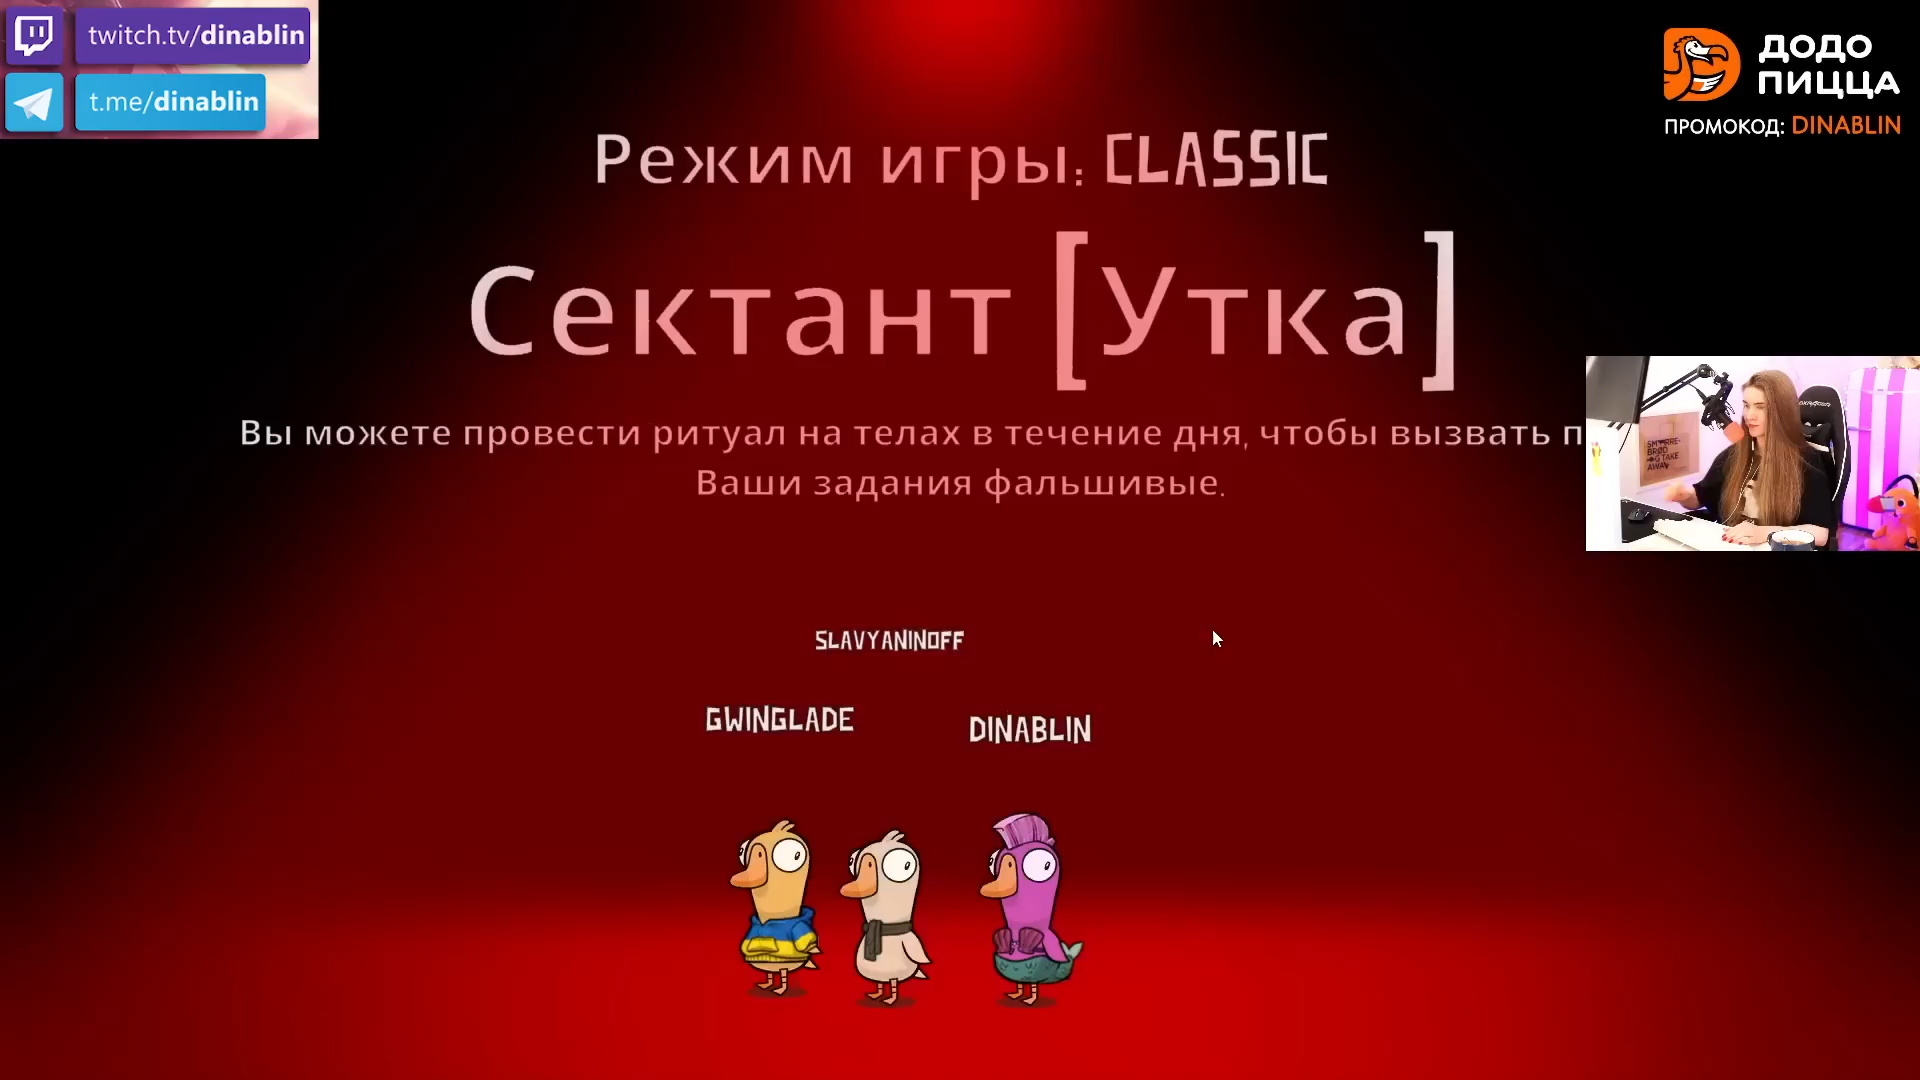 twitch.tv/dinablin
t.me/dinablin
ДОДО
ПИЦЦА
ПРОМОКОД: DINABLIN
Режим игры: CLASSIC
Сектант [Утка]
Вы можете провести ритуал на телах в течение дня, чтобы вызвать п
Ваши задания фальшивые.
SLAVYANINOFF
GWINGLADE
DINABLIN